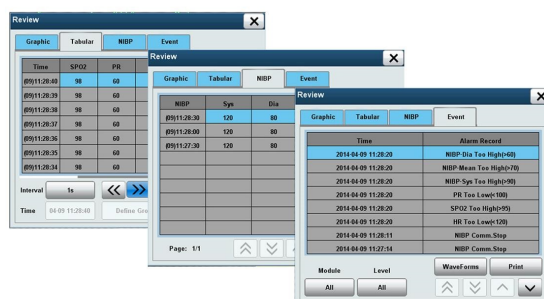 Review
Graphic Tabular NIBP Event
Time SPO2 PR
(09)11:28:40 98 60
(09)11:28:39 98 60
(09)11:28:38 98 60
(09)11:28:37 98 60
(09)11:28:36 98 60
(09)11:28:35 98 60
(09)11:28:34 98 60
Interval 1s
Time 04-09 11:28:40 Define Gro
Review
Graphic Tabular NIBP Event
NIBP Sys Dia
(09)11:28:30 120 80
(09)11:28:00 120 80
(09)11:27:30 120 80
Page: 1/1
Review
Graphic Tabular NIBP Event
Time Alarm Record
2014-04-09 11:28:20 NIBP-Dia Too High(>60)
2014-04-09 11:28:20 NIBP-Mean Too High(>70)
2014-04-09 11:28:20 NIBP-Sys Too High(>90)
2014-04-09 11:28:20 PR Too Low(<100)
2014-04-09 11:28:20 SPO2 Too High(>95)
2014-04-09 11:28:20 HR Too Low(<120)
2014-04-09 11:28:11 NIBP Comm.Stop
2014-04-09 11:27:14 NIBP Comm.Stop
Module Level WaveForms Print
All All